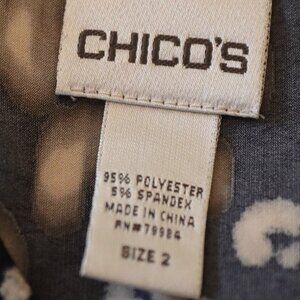 CHICO'S
95% POLYESTER
5% SPANDEX
MADE IN CHINA
RN#79984
SIZE 2